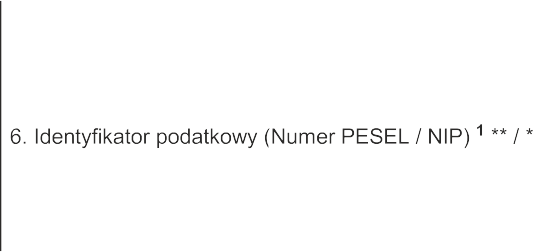 6. Identyfikator podatkowy (Numer PESEL / NIP) ¹ ** / *